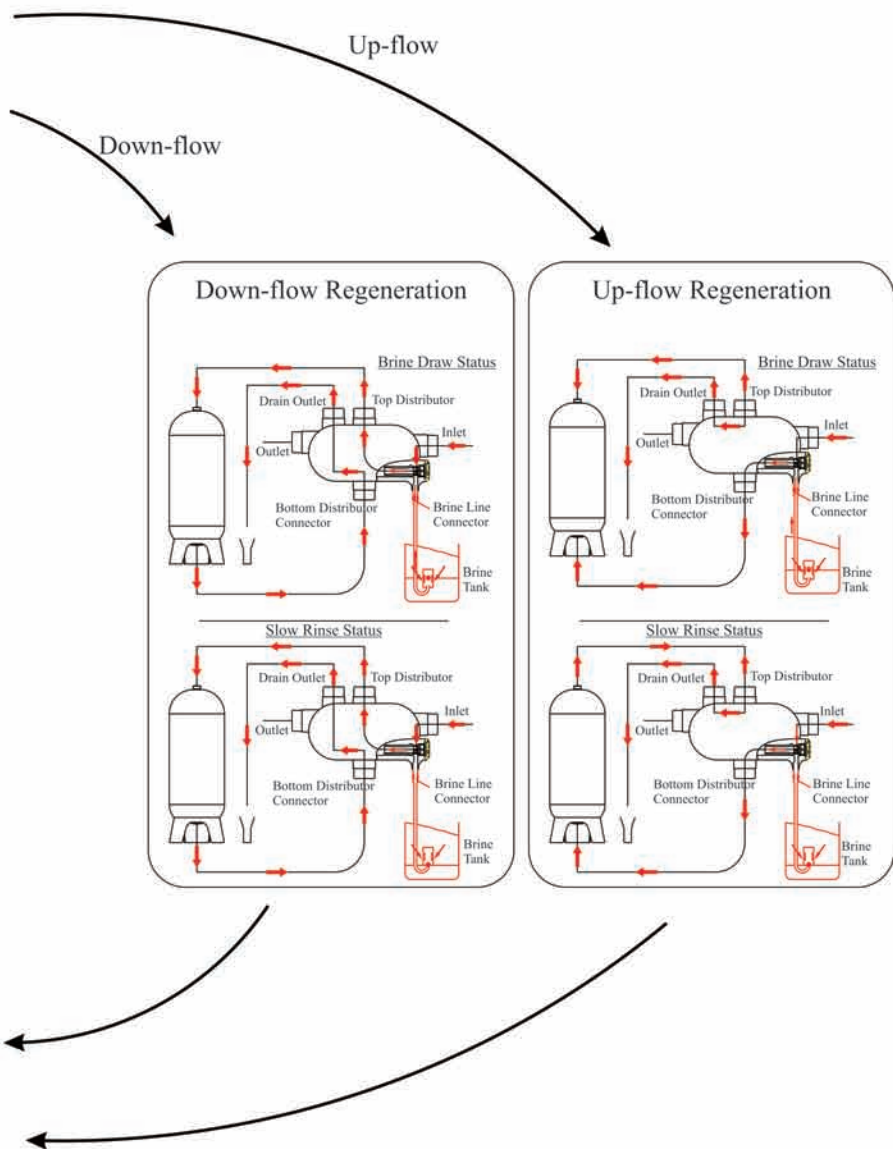 Up-flow
Down-flow
Down-flow Regeneration
Brine Draw Status
Drain Outlet
Top Distributor
Inlet
Outlet
Bottom Distributor
Connector
Brine Line
Connector
Brine
Tank
Slow Rinse Status
Drain Outlet
Top Distributor
Inlet
Outlet
Bottom Distributor
Connector
Brine Line
Connector
Brine
Tank
Up-flow Regeneration
Brine Draw Status
Drain Outlet
Top Distributor
Inlet
Outlet
Bottom Distributor
Connector
Brine Line
Connector
Brine
Tank
Slow Rinse Status
Drain Outlet
Top Distributor
Inlet
Outlet
Bottom Distributor
Connector
Brine Line
Connector
Brine
Tank